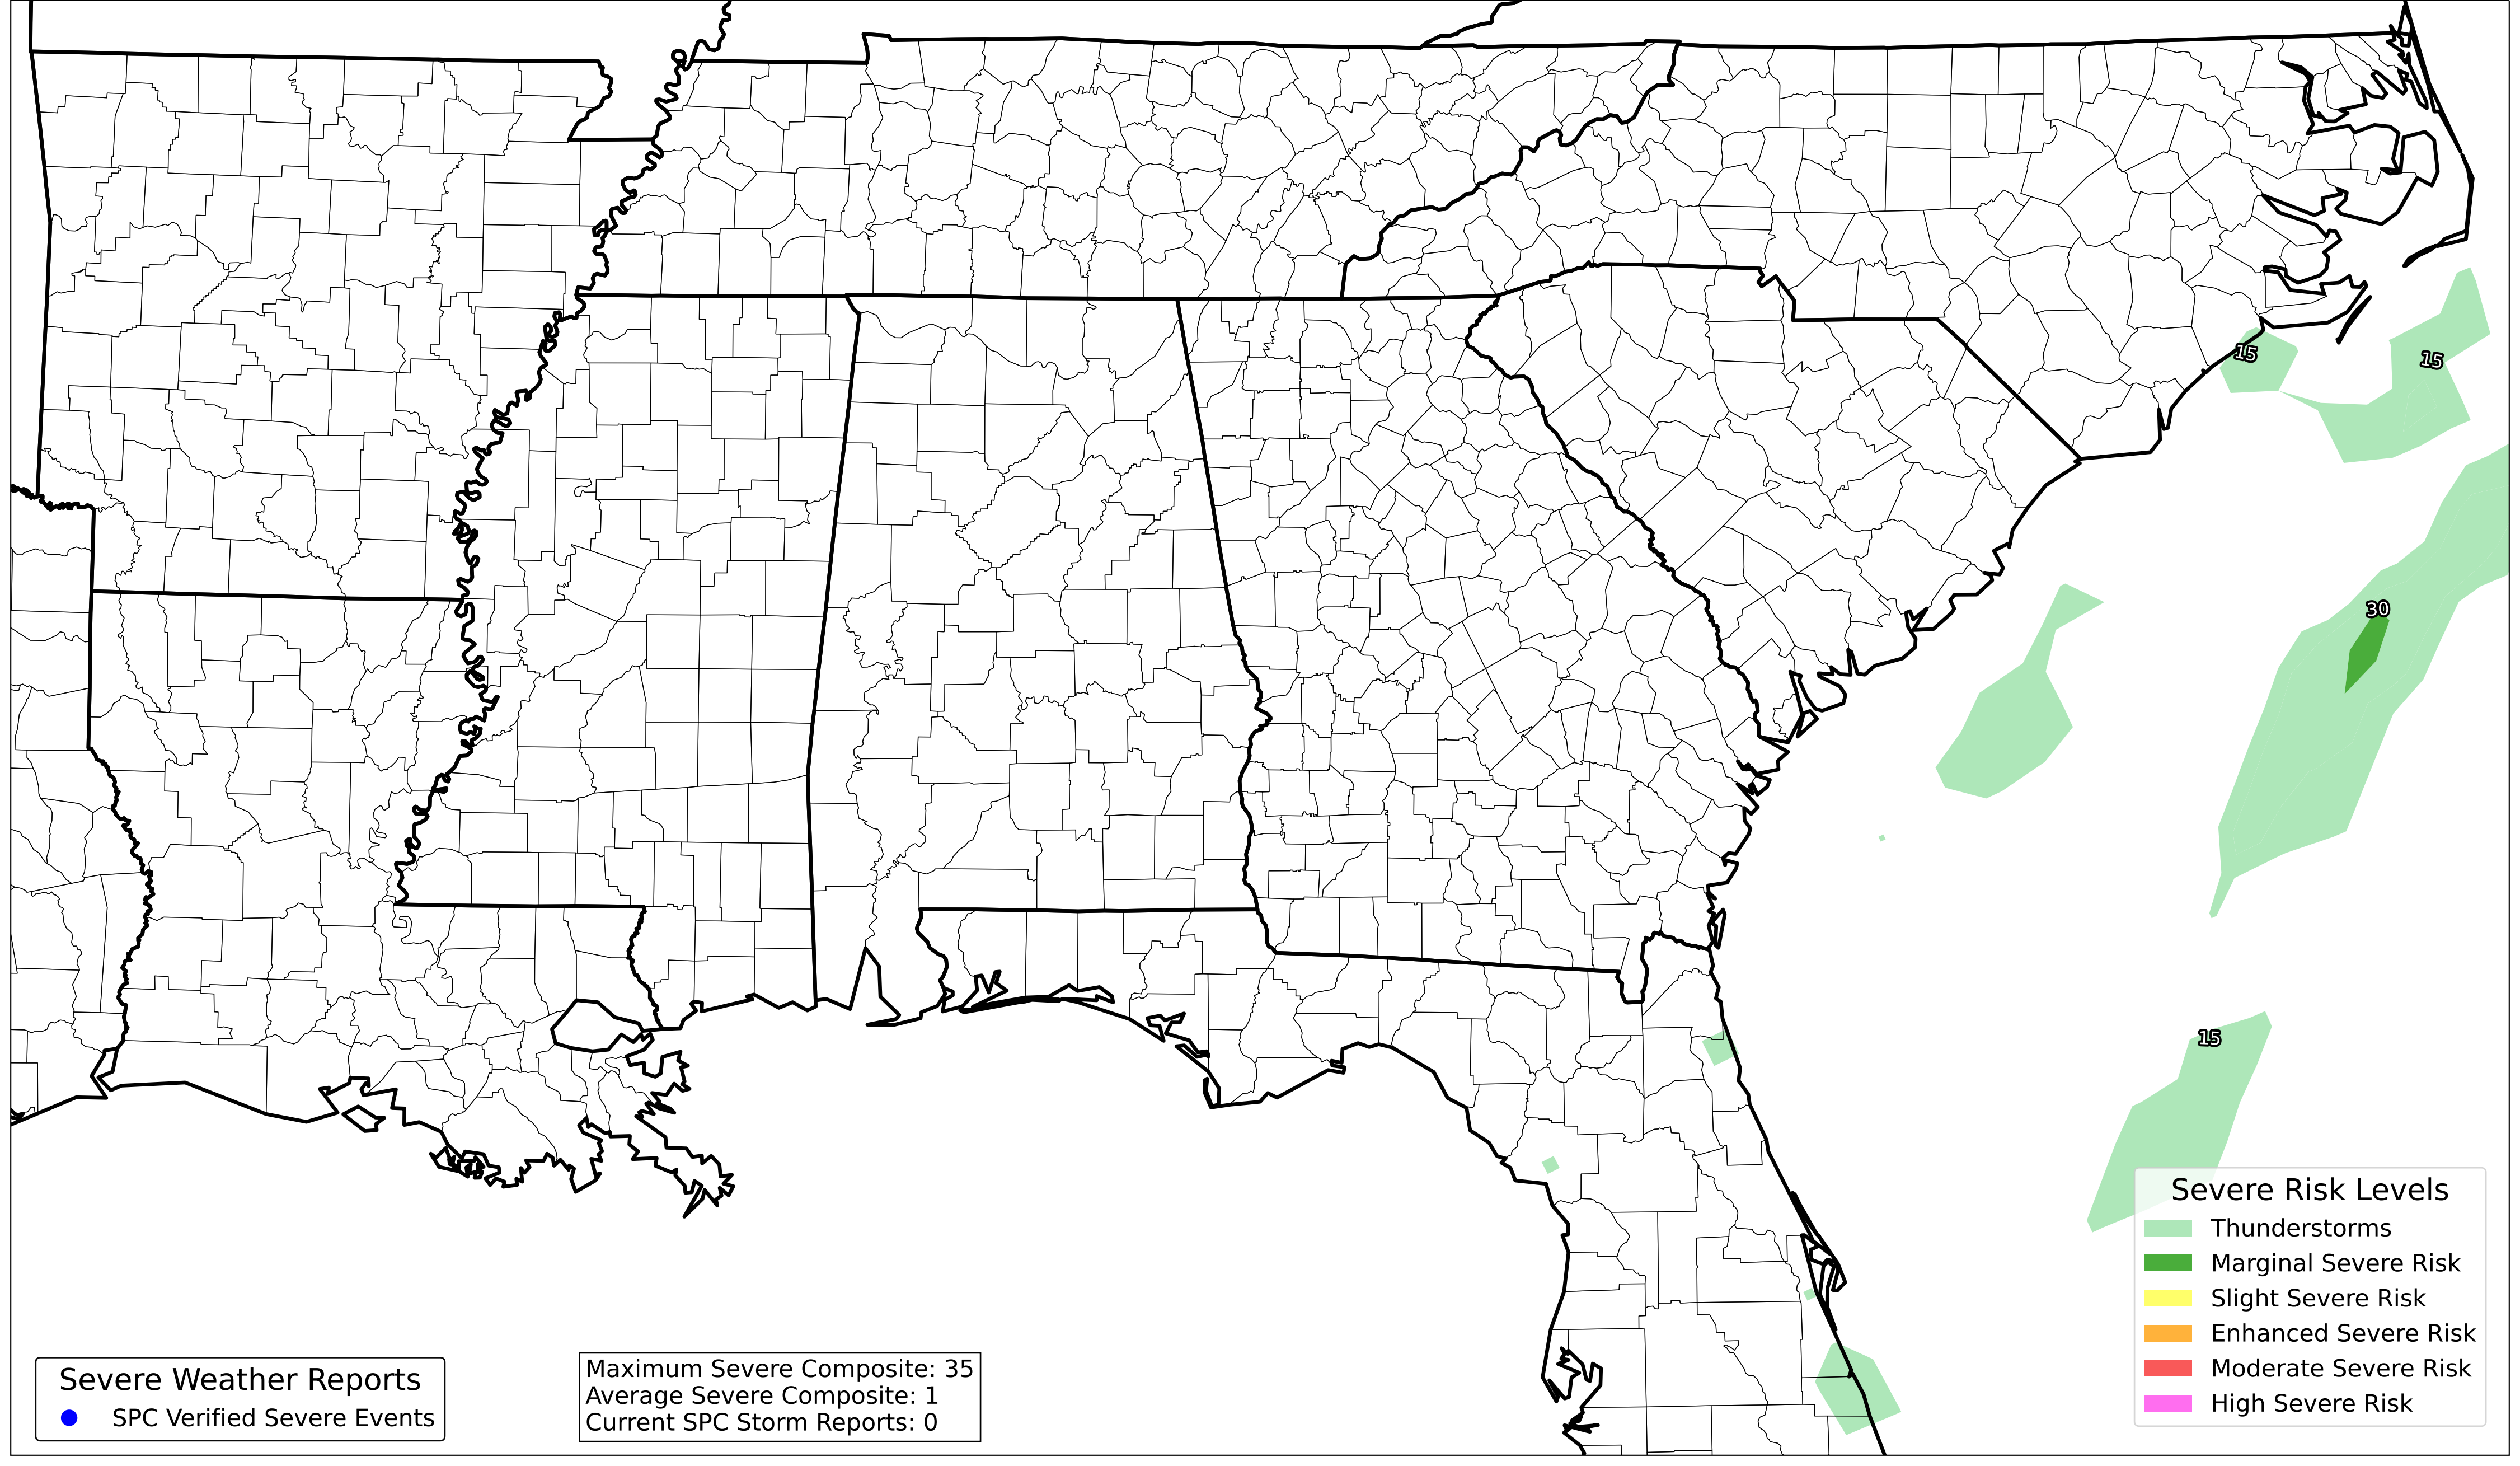 15
15
30
15
Severe Risk Levels
Thunderstorms
Marginal Severe Risk
Slight Severe Risk
Enhanced Severe Risk
Moderate Severe Risk
High Severe Risk
Severe Weather Reports
SPC Verified Severe Events
Maximum Severe Composite: 35
Average Severe Composite: 1
Current SPC Storm Reports: 0